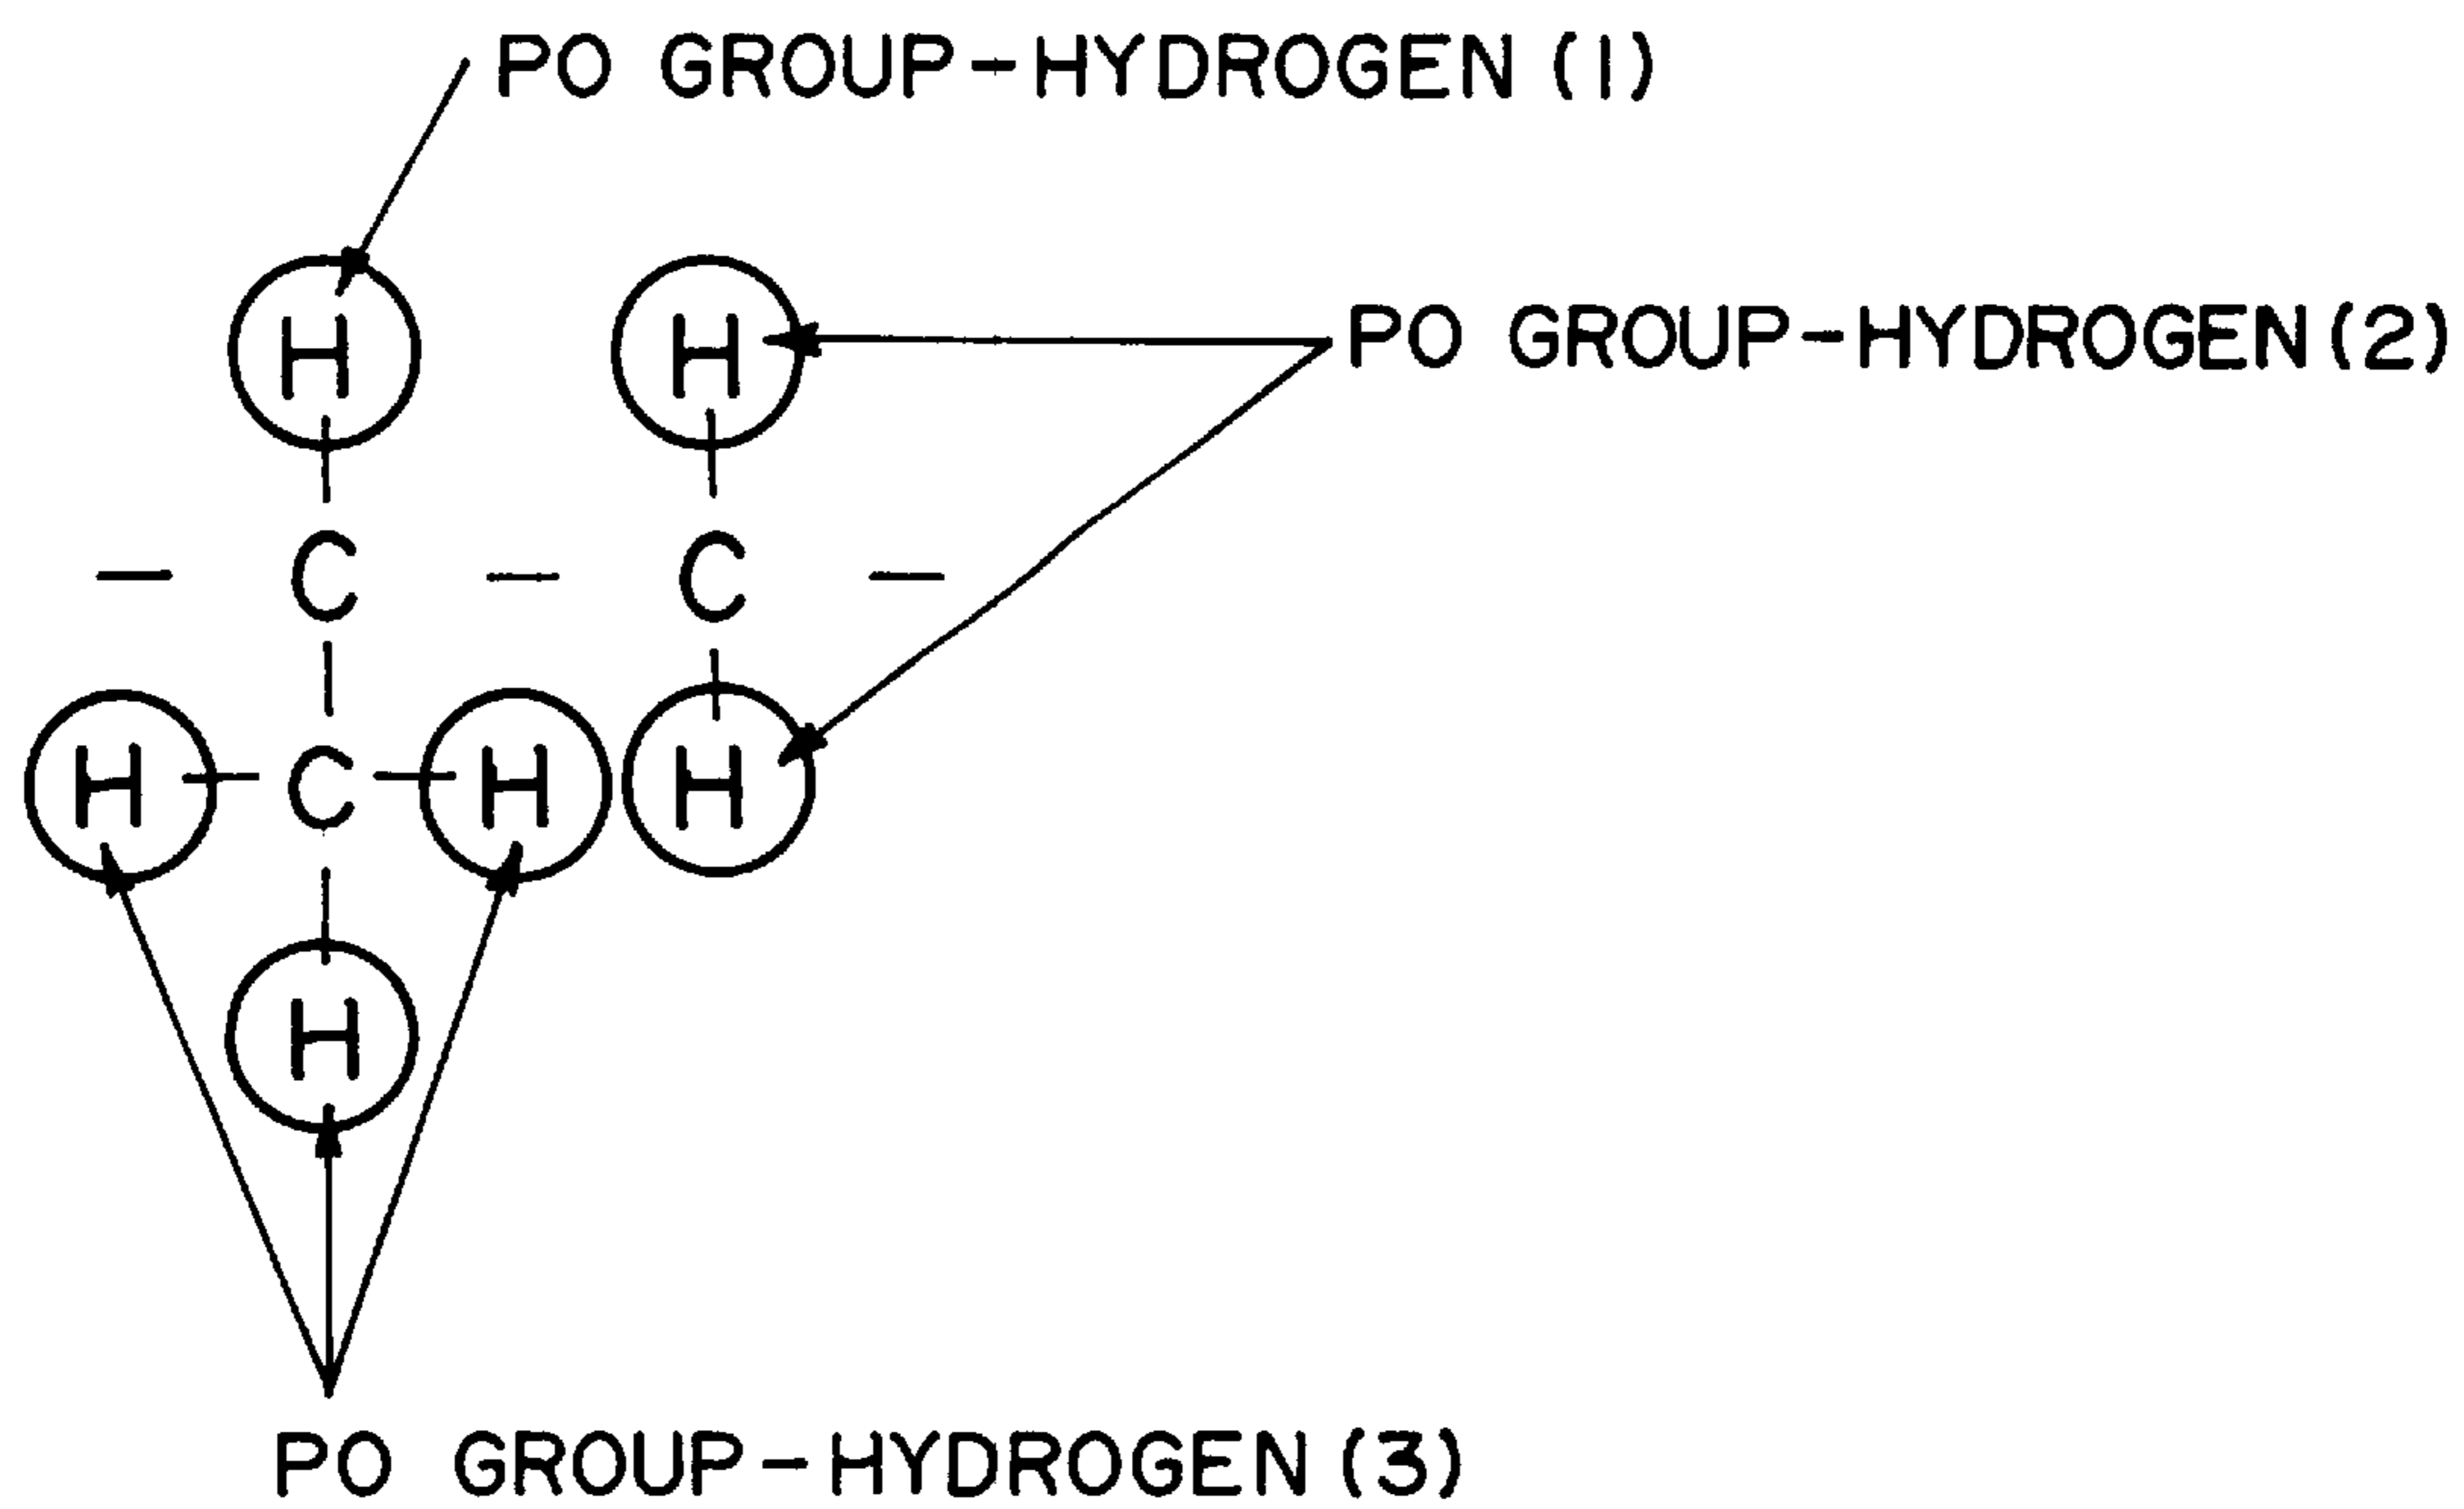 PO GROUP-HYDROGEN (1)
H H
PO GROUP-HYDROGEN (2)
- C - C -
H - C - H H
H
PO GROUP-HYDROGEN (3)